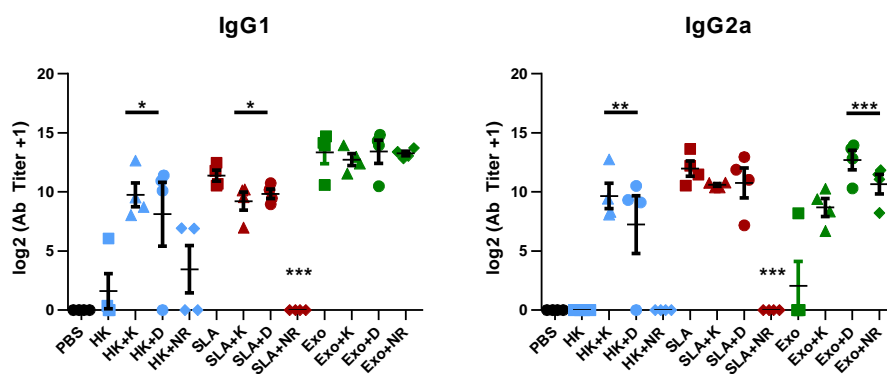 IgG1
log2 (Ab Titer +1)
20
15
10
5
0
*
*
***
PBS
HK
HK+K
HK+D
HK+NR
SLA
SLA+K
SLA+D
SLA+NR
Exo
Exo+K
Exo+D
Exo+NR
IgG2a
log2 (Ab Titer +1)
20
15
10
5
0
**
***
***
PBS
HK
HK+K
HK+D
HK+NR
SLA
SLA+K
SLA+D
SLA+NR
Exo
Exo+K
Exo+D
Exo+NR